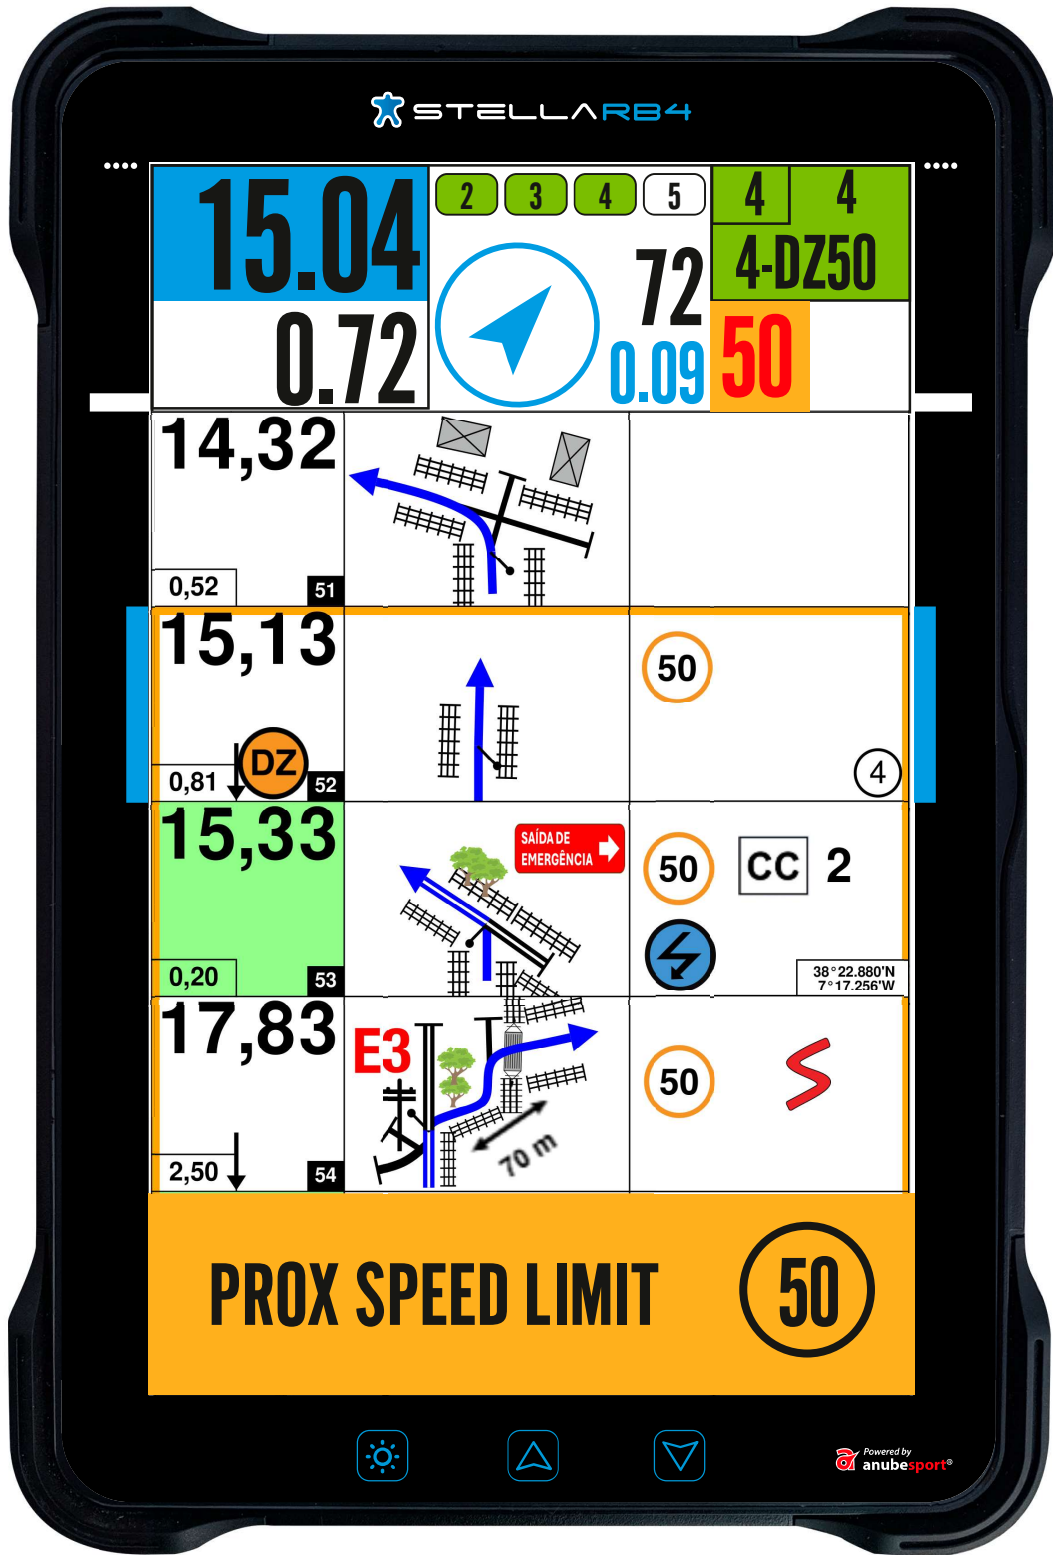 STELLARB4
15.04
2 3 4 5
4 4
4-DZ50
72
0.72
0.09
50
14,32
0,52 51
15,13
50
DZ
4
0,81 52
15,33
SAÍDA DE
EMERGÊNCIA
50 CC 2
38°22.880'N
7°17.256'W
0,20 53
17,83
E3
50
70 m
2,50 54
PROX SPEED LIMIT 50
Powered by
anubesport®